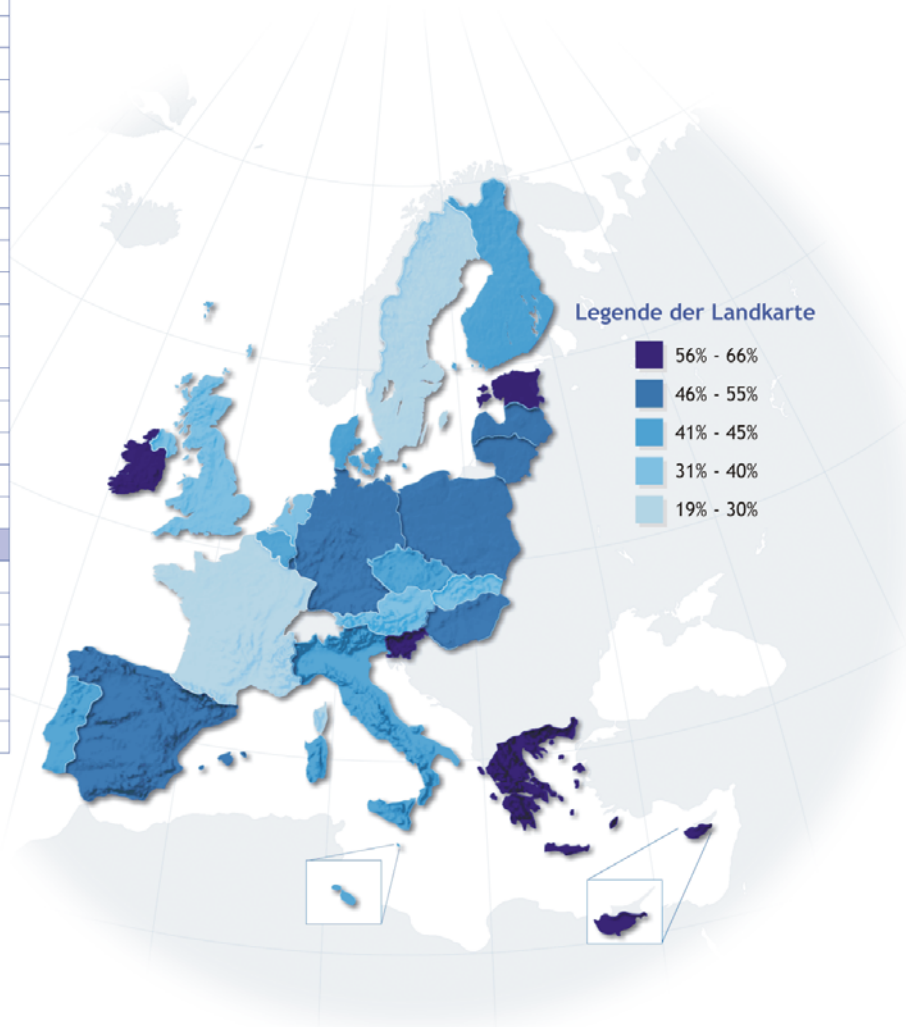 Legende der Landkarte
56% - 66%
46% - 55%
41% - 45%
31% - 40%
19% - 30%